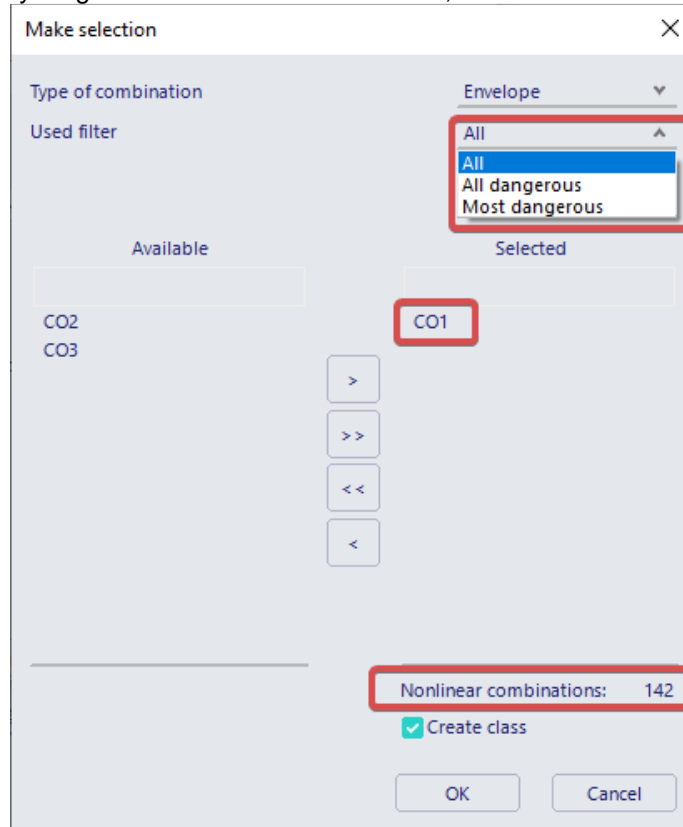 Make selection
Type of combination Envelope
Used filter All
All
All dangerous
Most dangerous
Available Selected
CO2 CO1
CO3
>
>>
<<
<
Nonlinear combinations: 142
Create class
OK Cancel